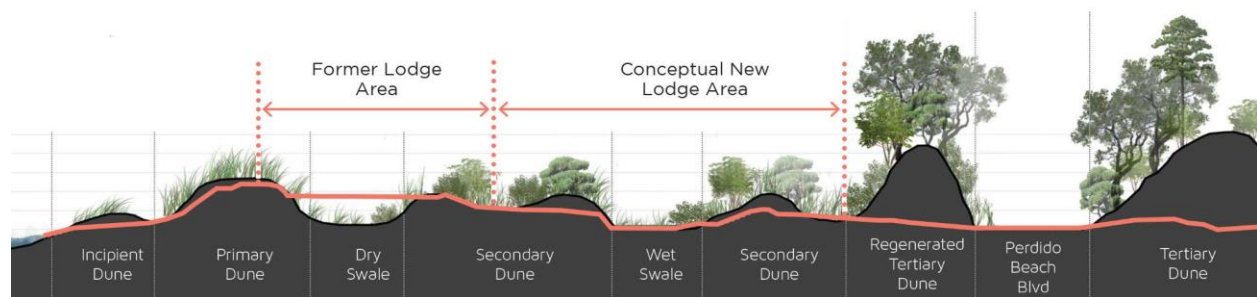 Former Lodge
Area
Conceptual New
Lodge Area
Incipient
Dune
Primary
Dune
Dry
Swale
Secondary
Dune
Wet
Swale
Secondary
Dune
Regenerated
Tertiary
Dune
Perdido
Beach
Blvd
Tertiary
Dune